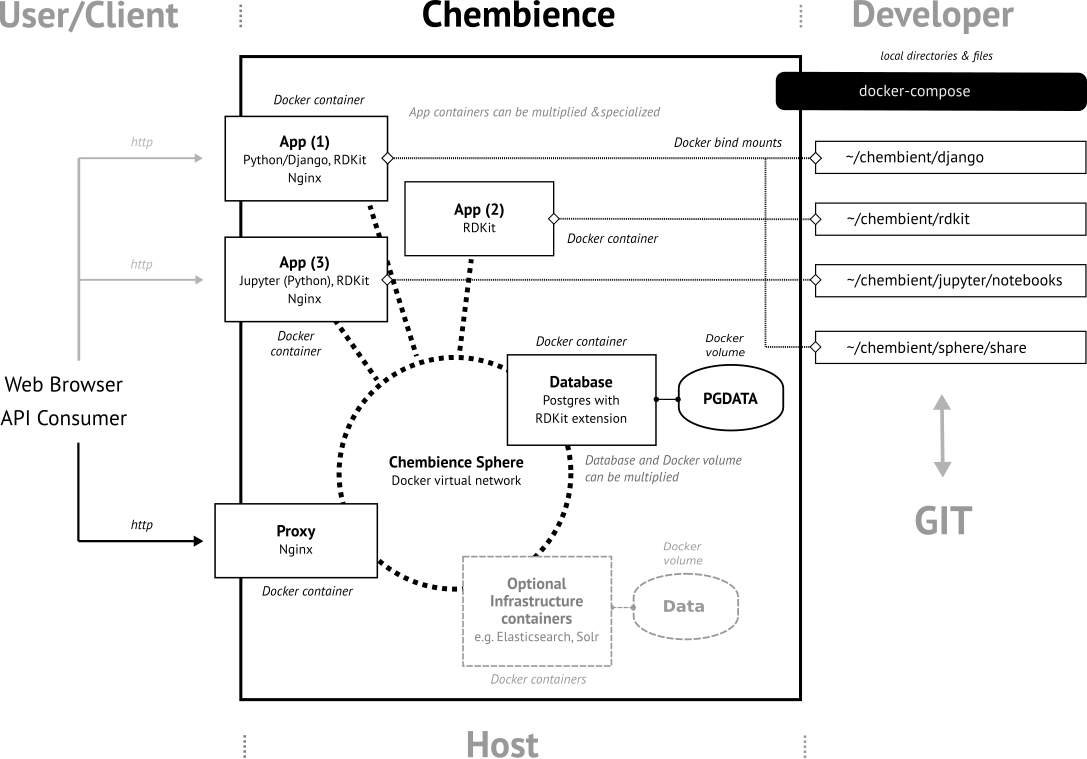 User/Client
Chembience
Developer
local directories & files
docker-compose
Docker container
App containers can be multiplied &specialized
http
App (1)
Python/Django, RDKit
Nginx
Docker bind mounts
~/chembient/django
App (2)
RDKit
Docker container
~/chembient/rdkit
http
App (3)
Jupyter (Python), RDKit
Nginx
~/chembient/jupyter/notebooks
Docker
container
Docker container
Docker
volume
~/chembient/sphere/share
Web Browser
API Consumer
Database
Postgres with
RDKit extension
PGDATA
Chembience Sphere
Docker virtual network
Database and Docker volume
can be multiplied
GIT
http
Proxy
Nginx
Docker container
Docker
volume
Optional
Infrastructure
containers
e.g. Elasticsearch, Solr
Data
Docker containers
Host